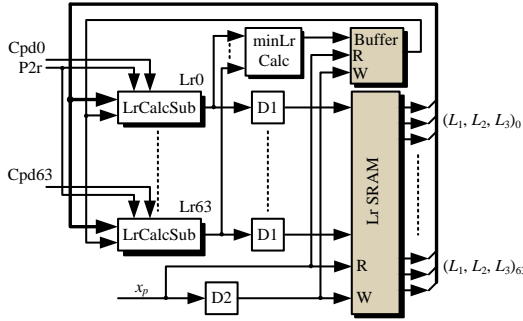 Cpd0
P2r
minLr
Calc
Buffer
R
W
Lr0
LrCalcSub
D1
(L1, L2, L3)0
Lr SRAM
Cpd63
Lr63
LrCalcSub
D1
R
(L1, L2, L3)63
xp
D2
W